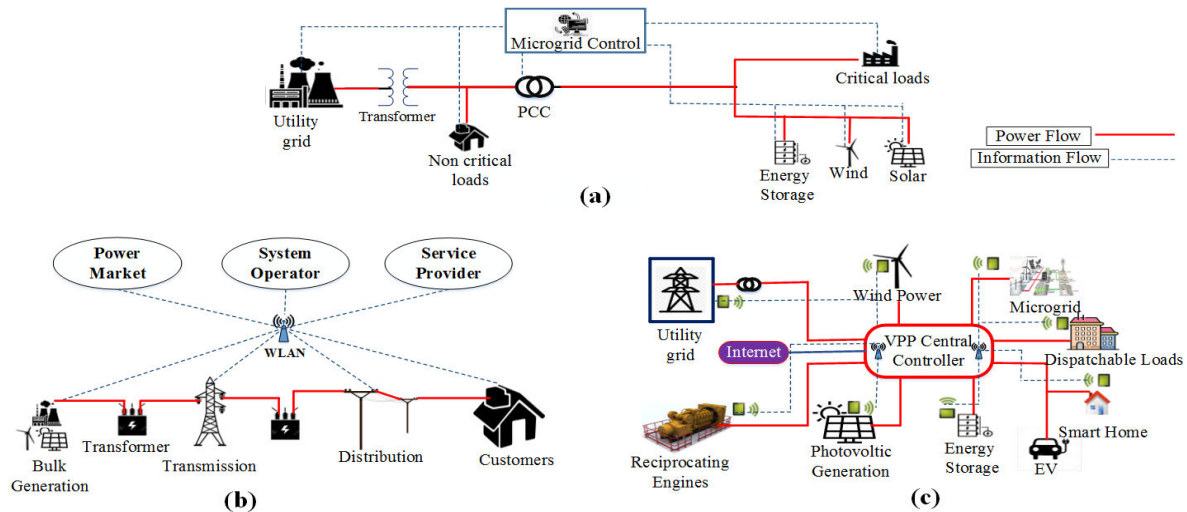 Microgrid Control
Utility
grid
Transformer
Non critical
loads
PCC
Critical loads
Energy
Storage
Wind
Solar
Power Flow
Information Flow
(a)
Power
Market
System
Operator
Service
Provider
WLAN
Bulk
Generation
Transformer
Transmission
Distribution
Customers
(b)
Utility
grid
Wind Power
Microgrid
Internet
VPP Central
Controller
Dispatchable Loads
Reciprocating
Engines
Photovoltic
Generation
Energy
Storage
EV
Smart Home
(c)